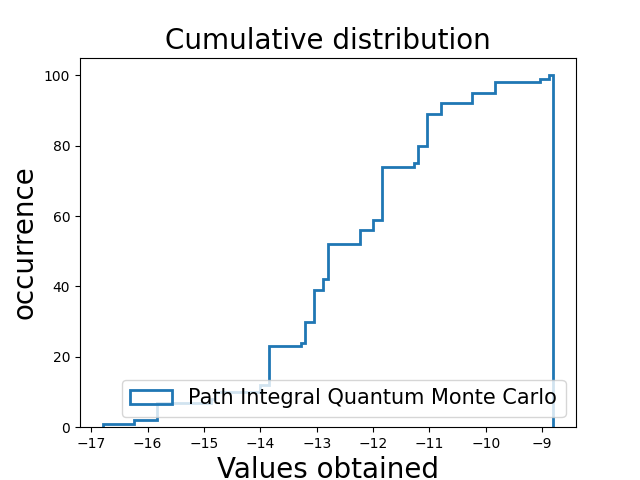 Cumulative distribution
100
80
60
40
20
0
occurrence
Path Integral Quantum Monte Carlo
−17 −16 −15 −14 −13 −12 −11 −10 −9
Values obtained